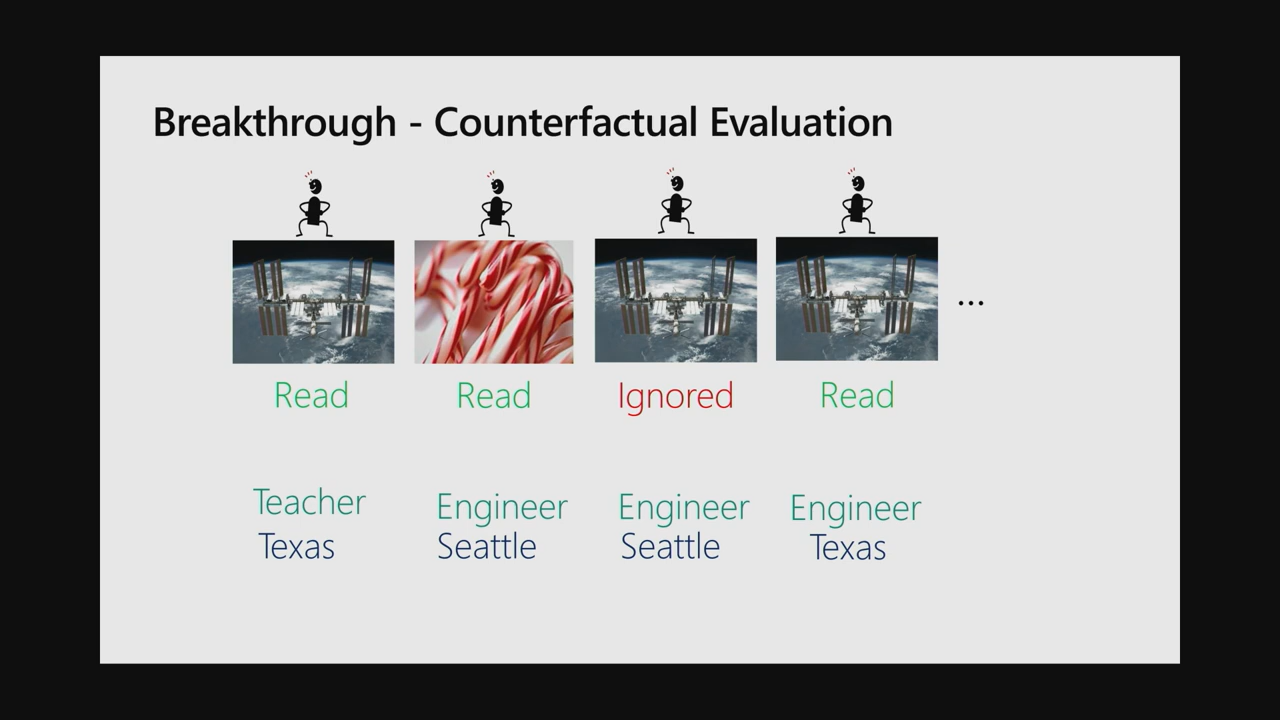 Breakthrough - Counterfactual Evaluation
...
Read Read Ignored Read
Teacher Engineer Engineer Engineer
Texas Seattle Seattle Texas